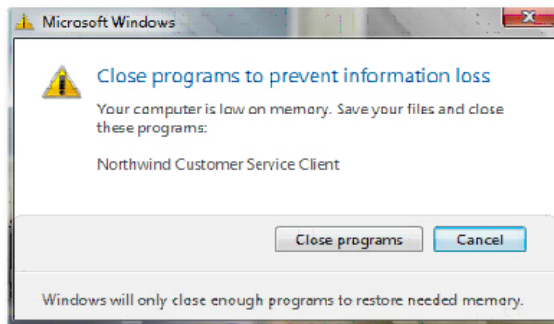 Microsoft Windows
Close programs to prevent information loss
Your computer is low on memory. Save your files and close
these programs:
Northwind Customer Service Client
Close programs
Cancel
Windows will only close enough programs to restore needed memory.